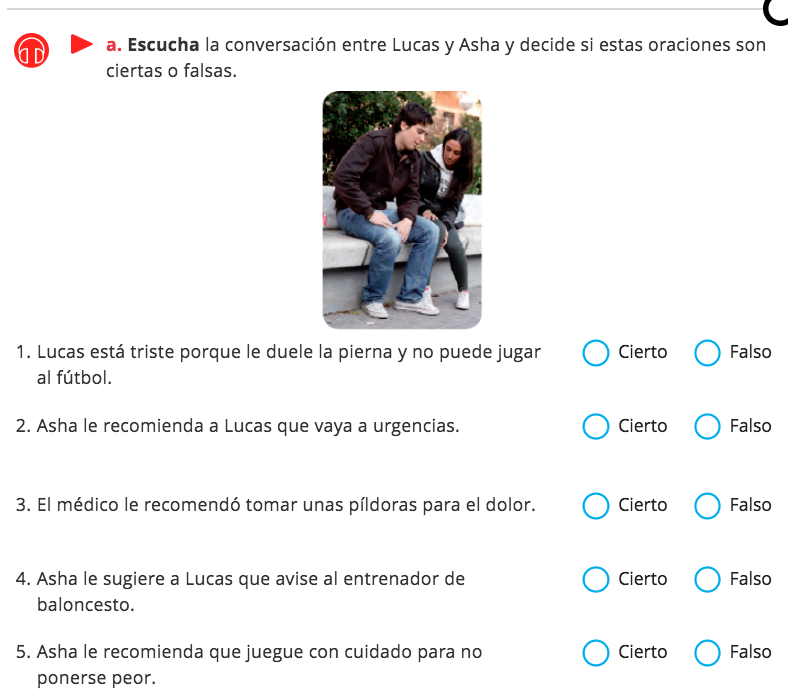 a. Escucha la conversación entre Lucas y Asha y decide si estas oraciones son
ciertas o falsas.
1. Lucas está triste porque le duele la pierna y no puede jugar Cierto Falso
al fútbol.
2. Asha le recomienda a Lucas que vaya a urgencias. Cierto Falso
3. El médico le recomendó tomar unas píldoras para el dolor. Cierto Falso
4. Asha le sugiere a Lucas que avise al entrenador de Cierto Falso
baloncesto.
5. Asha le recomienda que juegue con cuidado para no Cierto Falso
ponerse peor.